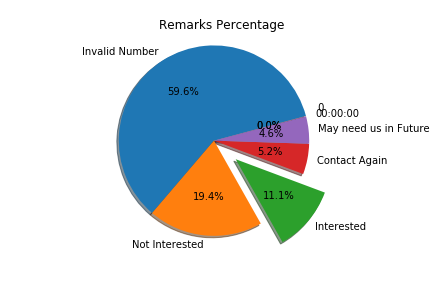 Remarks Percentage
Invalid Number
59.6%
0
00:00:00
0.0%
0.0%
4.6%
May need us in Future
5.2%
Contact Again
11.1%
Interested
19.4%
Not Interested